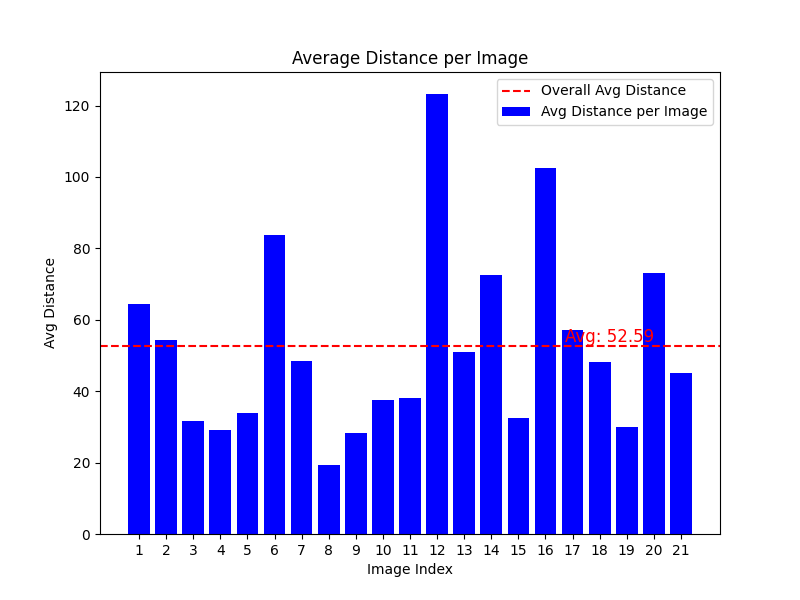 Average Distance per Image
Overall Avg Distance
Avg Distance per Image
Avg Distance
120
100
80
60
40
20
0
Avg: 52.59
1 2 3 4 5 6 7 8 9 10 11 12 13 14 15 16 17 18 19 20 21
Image Index